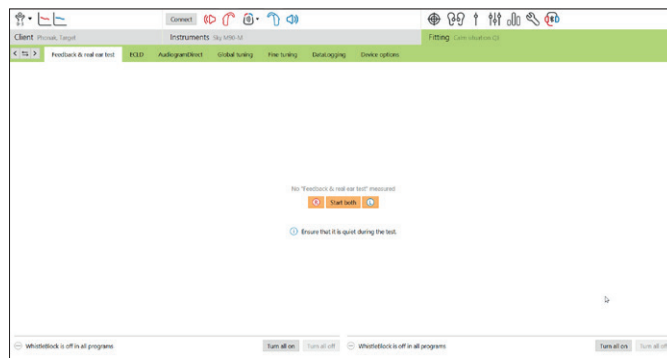 Connect
Client Phonak, Target
Instruments Sky M90-M
Fitting
Feedback & real ear test ECLD AudiogramDirect Global tuning Fine tuning DataLogging Device options
No "Feedback & real ear test" measured
R Start both L
Ensure that it is quiet during the test.
WhistleBlock is off in all programs Turn all on Turn all off WhistleBlock is off in all programs Turn all on Turn all off